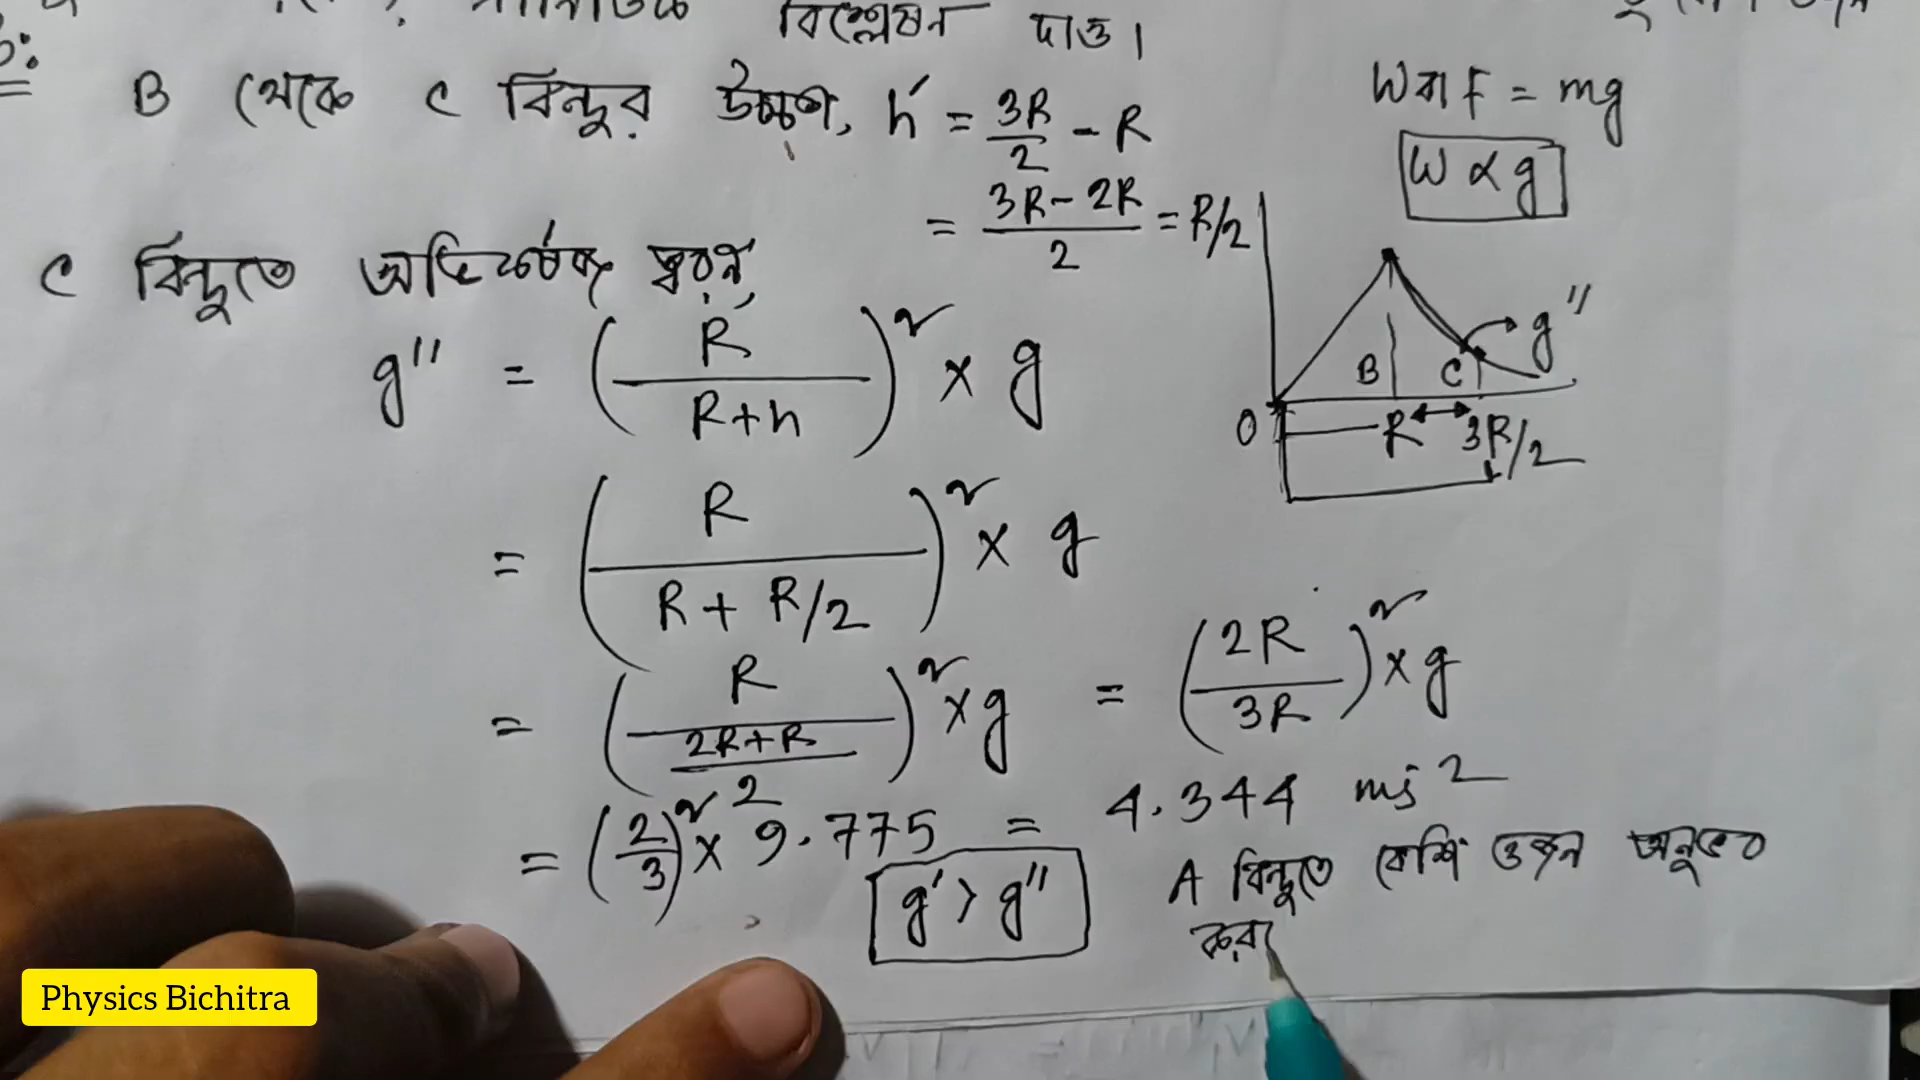 বিশ্লেষন দাও।
B থেকে C বিন্দুর উচ্চতা, h' = 3R/2 - R
= (3R - 2R)/2 = R/2
W বা F = mg
W ∝ g
C বিন্দুতে অভিকর্ষজ ত্বরণ,
g'' = (R/(R+h))² × g
g''
B C
O R 3R/2
= (R/(R + R/2))² × g
= (R/((2R+R)/2))² × g = (2R/3R)² × g
= (2/3)² × 9.775 = 4.344 ms⁻²
g' > g''
A বিন্দুতে বেশি ওজন অনুভব
করব
Physics Bichitra